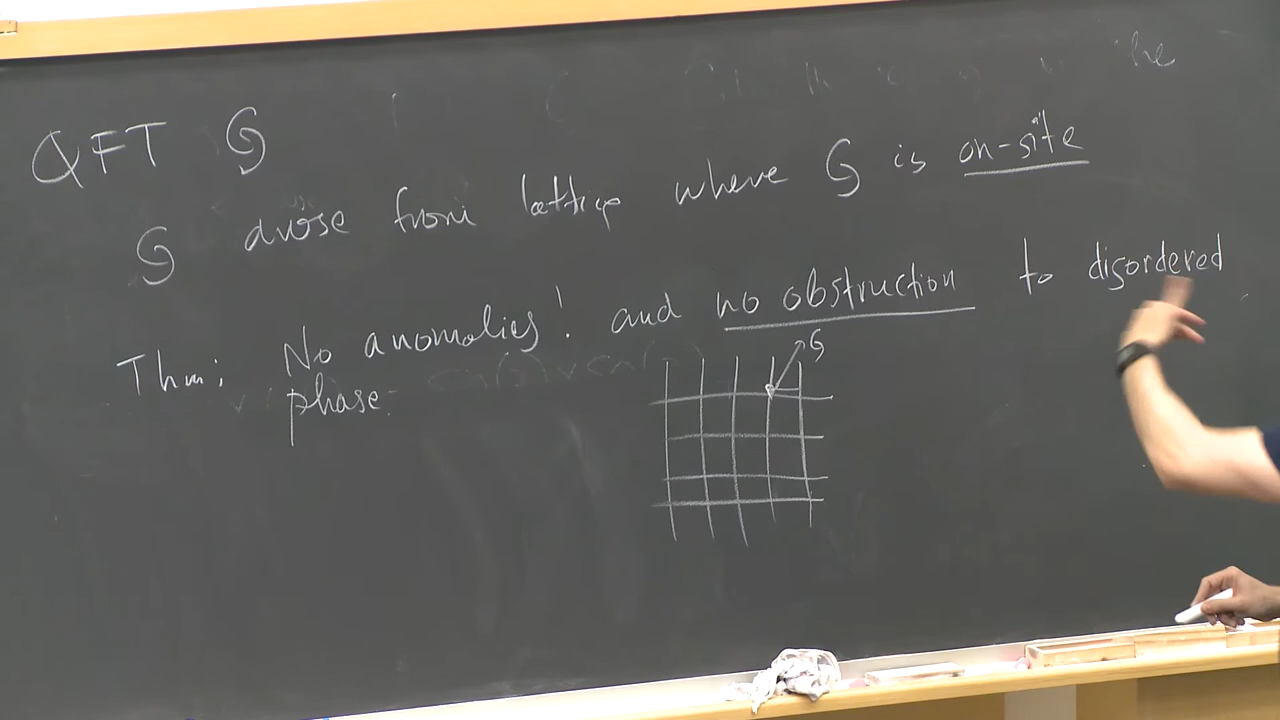 QFT G
G arose from lattice where G is on-site
Thm: No anomalies! and no obstruction to disordered
phase.
G